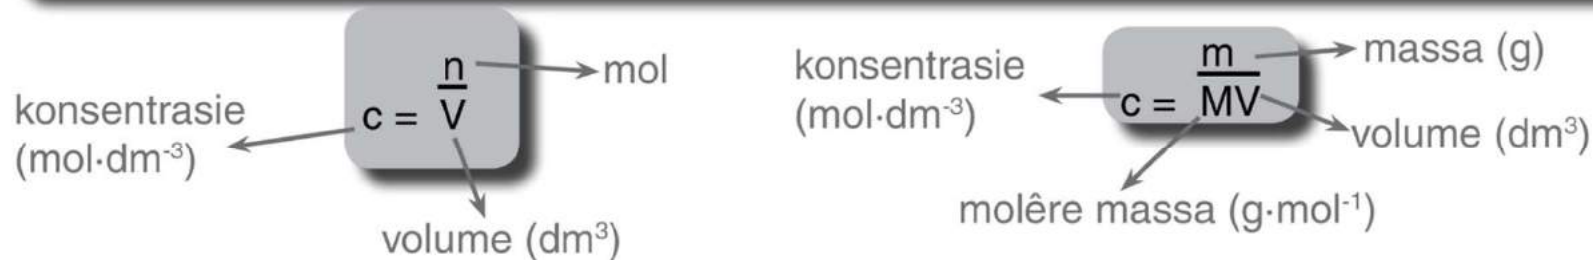 konsentrasie
(mol·dm⁻³)
c = n/V
mol
volume (dm³)
konsentrasie
(mol·dm⁻³)
c = m/MV
massa (g)
volume (dm³)
molêre massa (g·mol⁻¹)